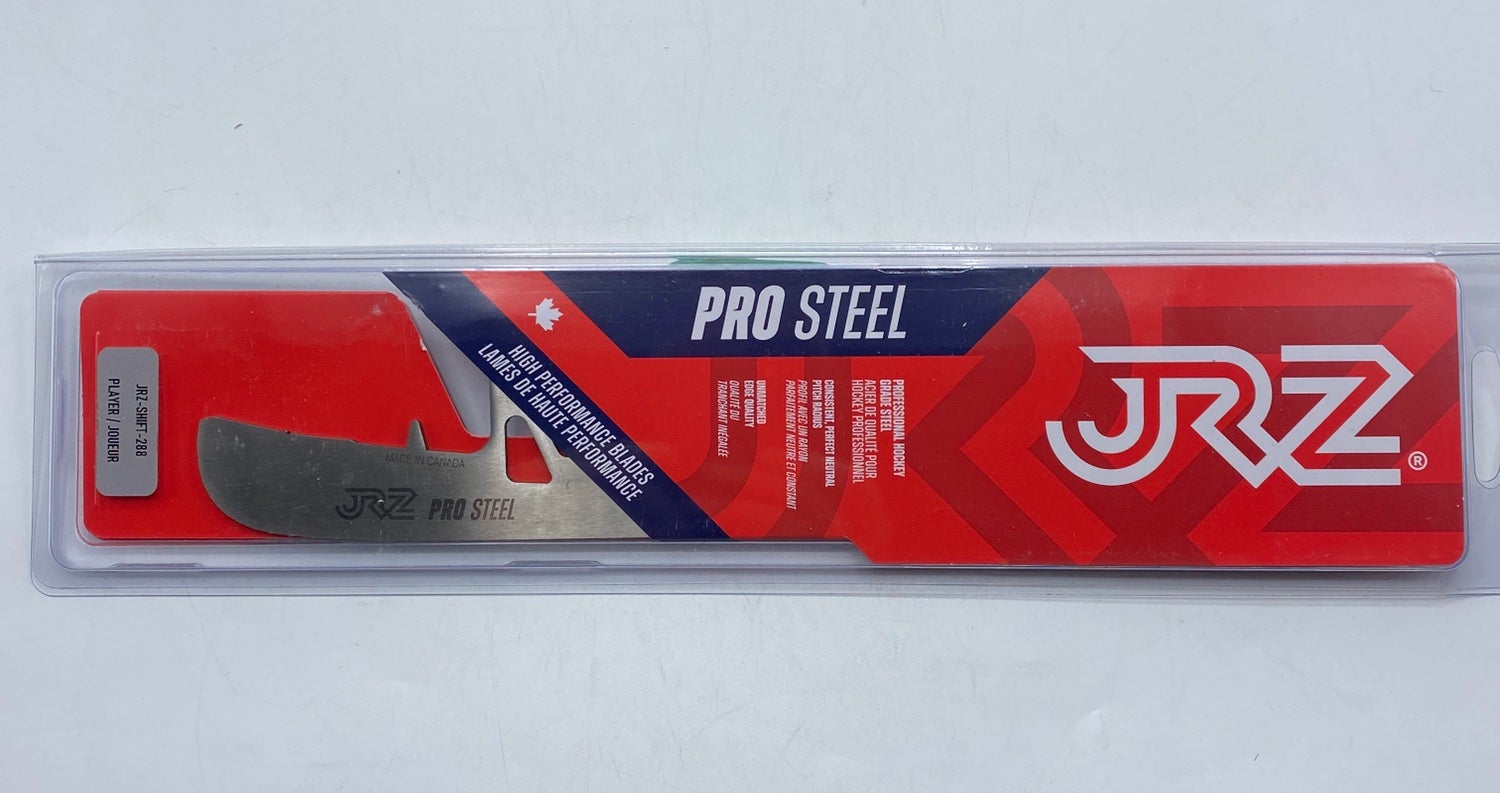 PRO STEEL
HIGH PERFORMANCE BLADES
LAMES DE HAUTE PERFORMANCE
PROFESSIONAL HOCKEY
GRADE STEEL
ACIER DE QUALITÉ POUR
HOCKEY PROFESSIONNEL
CONSISTENT, PERFECT NEUTRAL
PITCH RADIUS
PROFIL AVEC UN RAYON
PARFAITEMENT NEUTRE ET CONSTANT
UNMATCHED
EDGE QUALITY
QUALITÉ DU
TRANCHANT INÉGALÉE
JRZ®
JRZ-SHIFT-288
PLAYER / JOUEUR
MADE IN CANADA
JRZ PRO STEEL